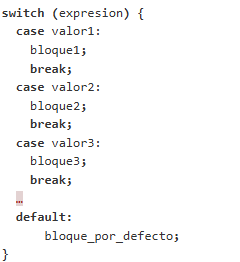 switch (expresion) {
case valor1:
bloque1;
break;
case valor2:
bloque2;
break;
case valor3:
bloque3;
break;
…
default:
bloque_por_defecto;
}